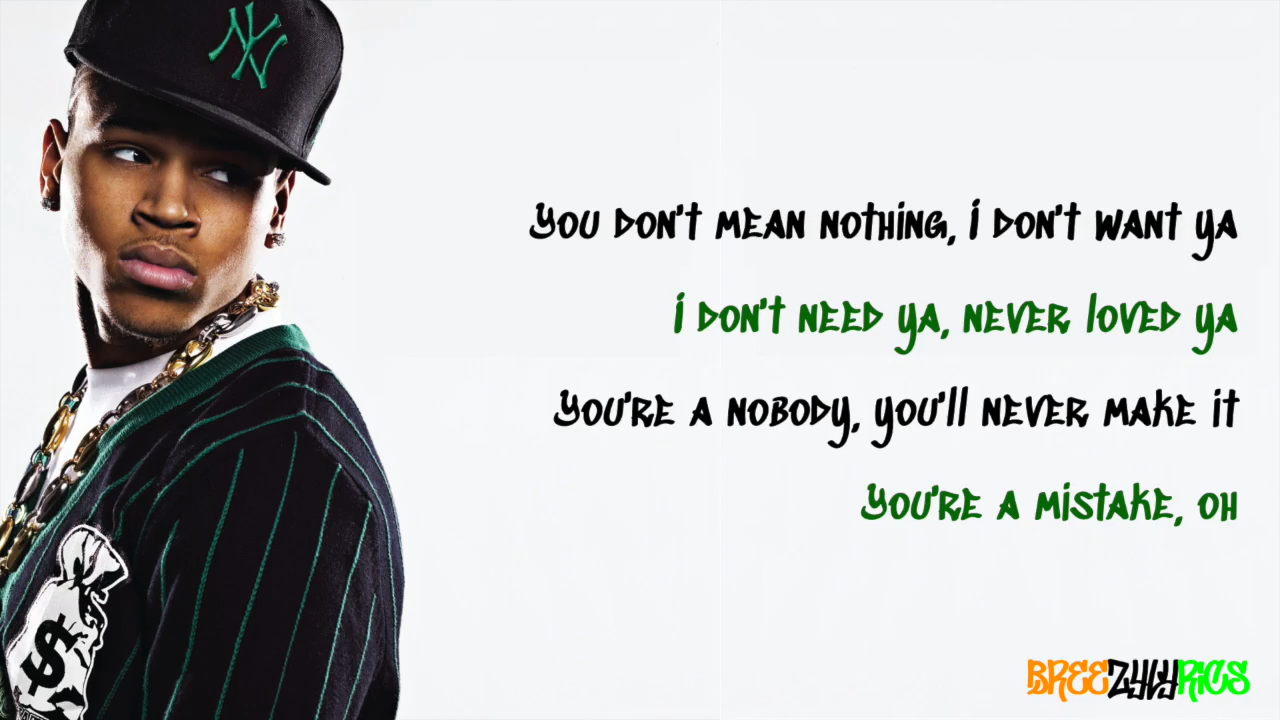 NY
You don't mean nothing, i don't want ya
i don't need ya, never loved ya
You're a nobody, you'll never make it
You're a mistake, oh
$
BREEZYLYRICS